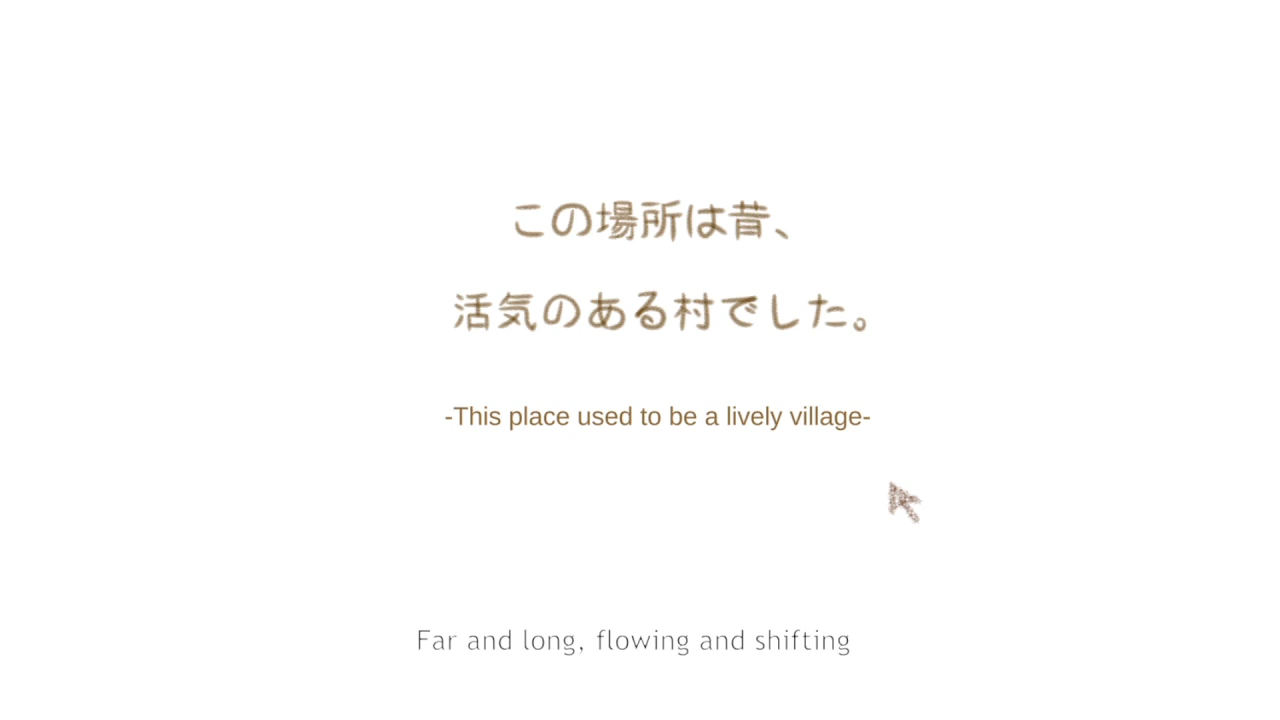 この場所は昔、
活気のある村でした。
-This place used to be a lively village-
Far and long, flowing and shifting